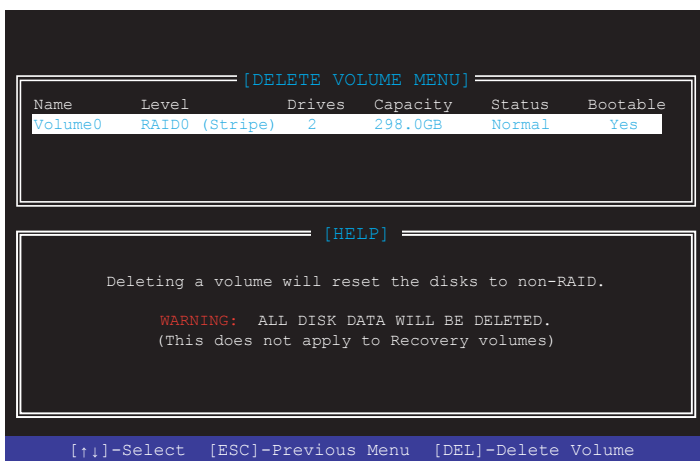 [DELETE VOLUME MENU]
Name Level Drives Capacity Status Bootable
Volume0 RAID0 (Stripe) 2 298.0GB Normal Yes
[HELP]
Deleting a volume will reset the disks to non-RAID.
WARNING: ALL DISK DATA WILL BE DELETED.
(This does not apply to Recovery volumes)
[↑↓]-Select [ESC]-Previous Menu [DEL]-Delete Volume